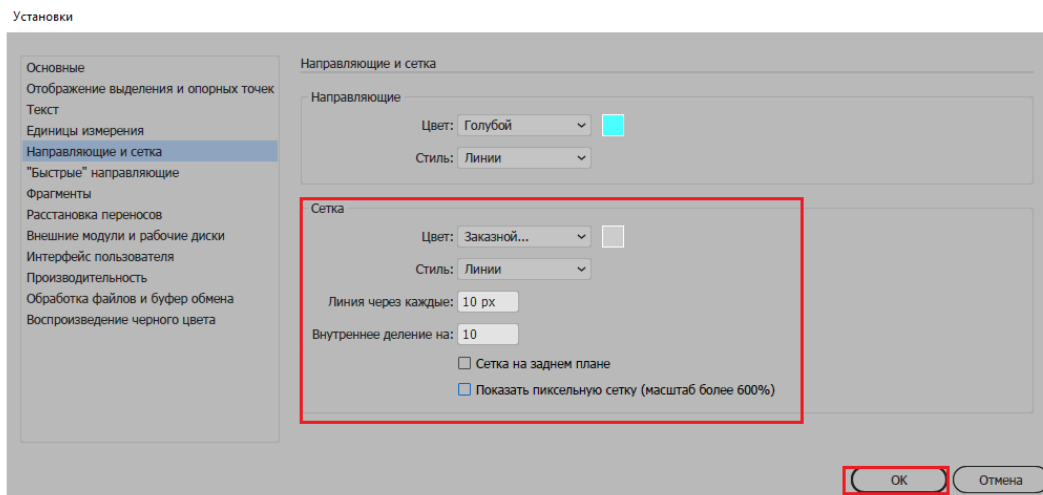 Установки
Основные
Отображение выделения и опорных точек
Текст
Единицы измерения
Направляющие и сетка
"Быстрые" направляющие
Фрагменты
Расстановка переносов
Внешние модули и рабочие диски
Интерфейс пользователя
Производительность
Обработка файлов и буфер обмена
Воспроизведение черного цвета
Направляющие и сетка
Направляющие
Цвет: Голубой
Стиль: Линии
Сетка
Цвет: Заказной...
Стиль: Линии
Линия через каждые: 10 px
Внутреннее деление на: 10
Сетка на заднем плане
Показать пиксельную сетку (масштаб более 600%)
ОК Отмена